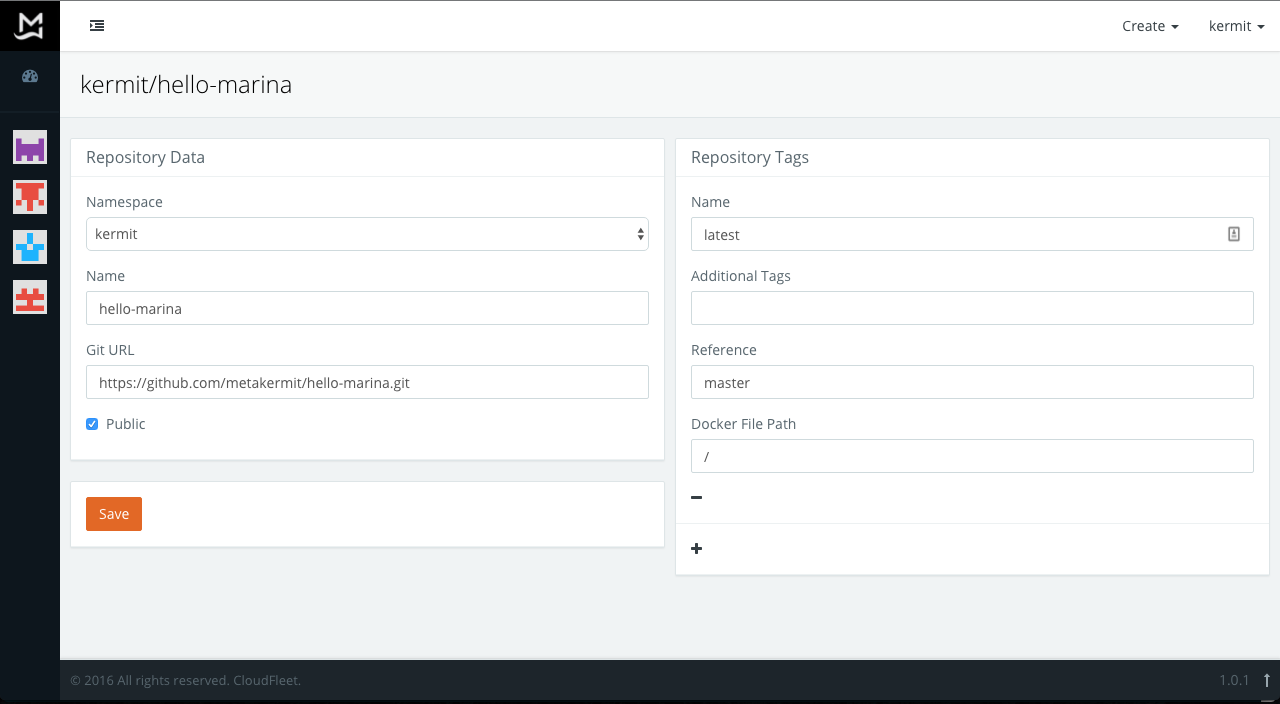 Create
kermit
kermit/hello-marina
Repository Data
Namespace
kermit
Name
hello-marina
Git URL
https://github.com/metakermit/hello-marina.git
Public
Save
Repository Tags
Name
latest
Additional Tags
Reference
master
Docker File Path
/
© 2016 All rights reserved. CloudFleet.
1.0.1